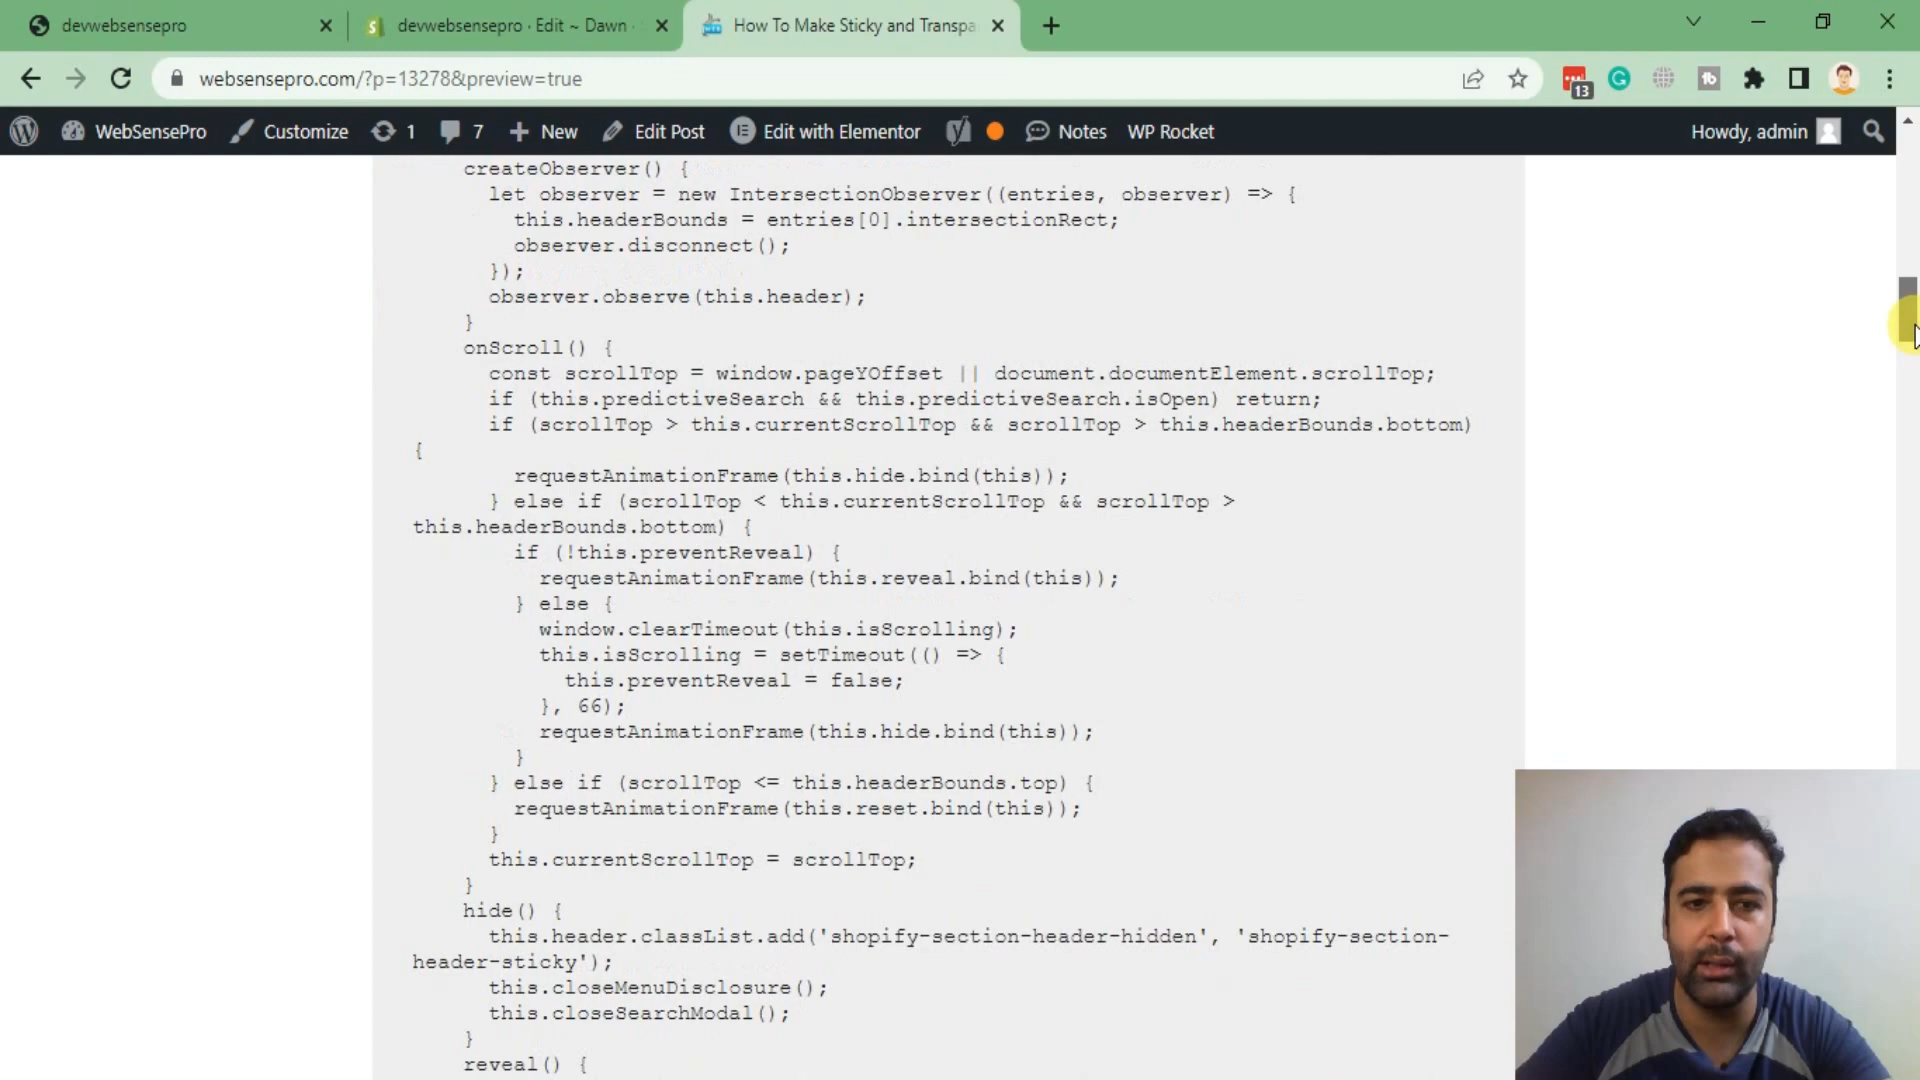 devwebsensepro
devwebsensepro · Edit ~ Dawn ·
How To Make Sticky and Transpa
websensepro.com/?p=13278&preview=true
13
WebSensePro Customize 1 7 New Edit Post Edit with Elementor Notes WP Rocket Howdy, admin
createObserver() {
let observer = new IntersectionObserver((entries, observer) => {
this.headerBounds = entries[0].intersectionRect;
observer.disconnect();
});
observer.observe(this.header);
}
onScroll() {
const scrollTop = window.pageYOffset || document.documentElement.scrollTop;
if (this.predictiveSearch && this.predictiveSearch.isOpen) return;
if (scrollTop > this.currentScrollTop && scrollTop > this.headerBounds.bottom)
{
requestAnimationFrame(this.hide.bind(this));
} else if (scrollTop < this.currentScrollTop && scrollTop >
this.headerBounds.bottom) {
if (!this.preventReveal) {
requestAnimationFrame(this.reveal.bind(this));
} else {
window.clearTimeout(this.isScrolling);
this.isScrolling = setTimeout(() => {
this.preventReveal = false;
}, 66);
requestAnimationFrame(this.hide.bind(this));
}
} else if (scrollTop <= this.headerBounds.top) {
requestAnimationFrame(this.reset.bind(this));
}
this.currentScrollTop = scrollTop;
}
hide() {
this.header.classList.add('shopify-section-header-hidden', 'shopify-section-
header-sticky');
this.closeMenuDisclosure();
this.closeSearchModal();
}
reveal() {